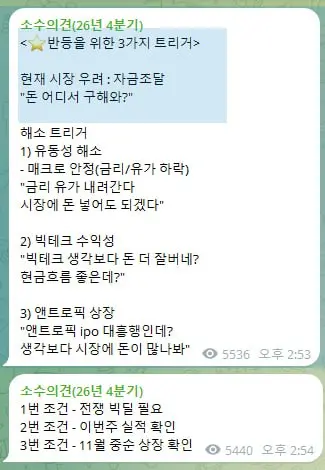 소수의견(26년 4분기)
<⭐반등을 위한 3가지 트리거>
현재 시장 우려 : 자금조달
"돈 어디서 구해와?"
해소 트리거
1) 유동성 해소
- 매크로 안정(금리/유가 하락)
"금리 유가 내려간다
시장에 돈 넣어도 되겠다"
2) 빅테크 수익성
"빅테크 생각보다 돈 더 잘버네?
현금흐름 좋은데?"
3) 앤트로픽 상장
"앤트로픽 ipo 대흥행인데?
생각보다 시장에 돈이 많나봐"
5536 오후 2:53
소수의견(26년 4분기)
1번 조건 - 전쟁 빅딜 필요
2번 조건 - 이번주 실적 확인
3번 조건 - 11월 중순 상장 확인
5440 오후 2:54